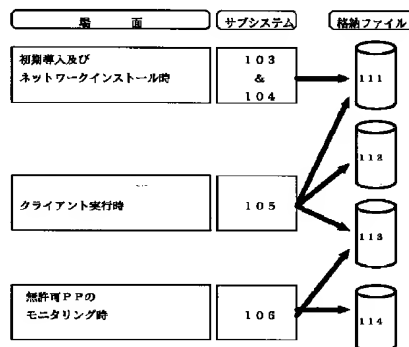 場 面
サブシステム
格納ファイル
初期導入及び
ネットワークインストール時
103
&
104
111
112
クライアント実行時
105
113
無許可PPの
モニタリング時
106
114